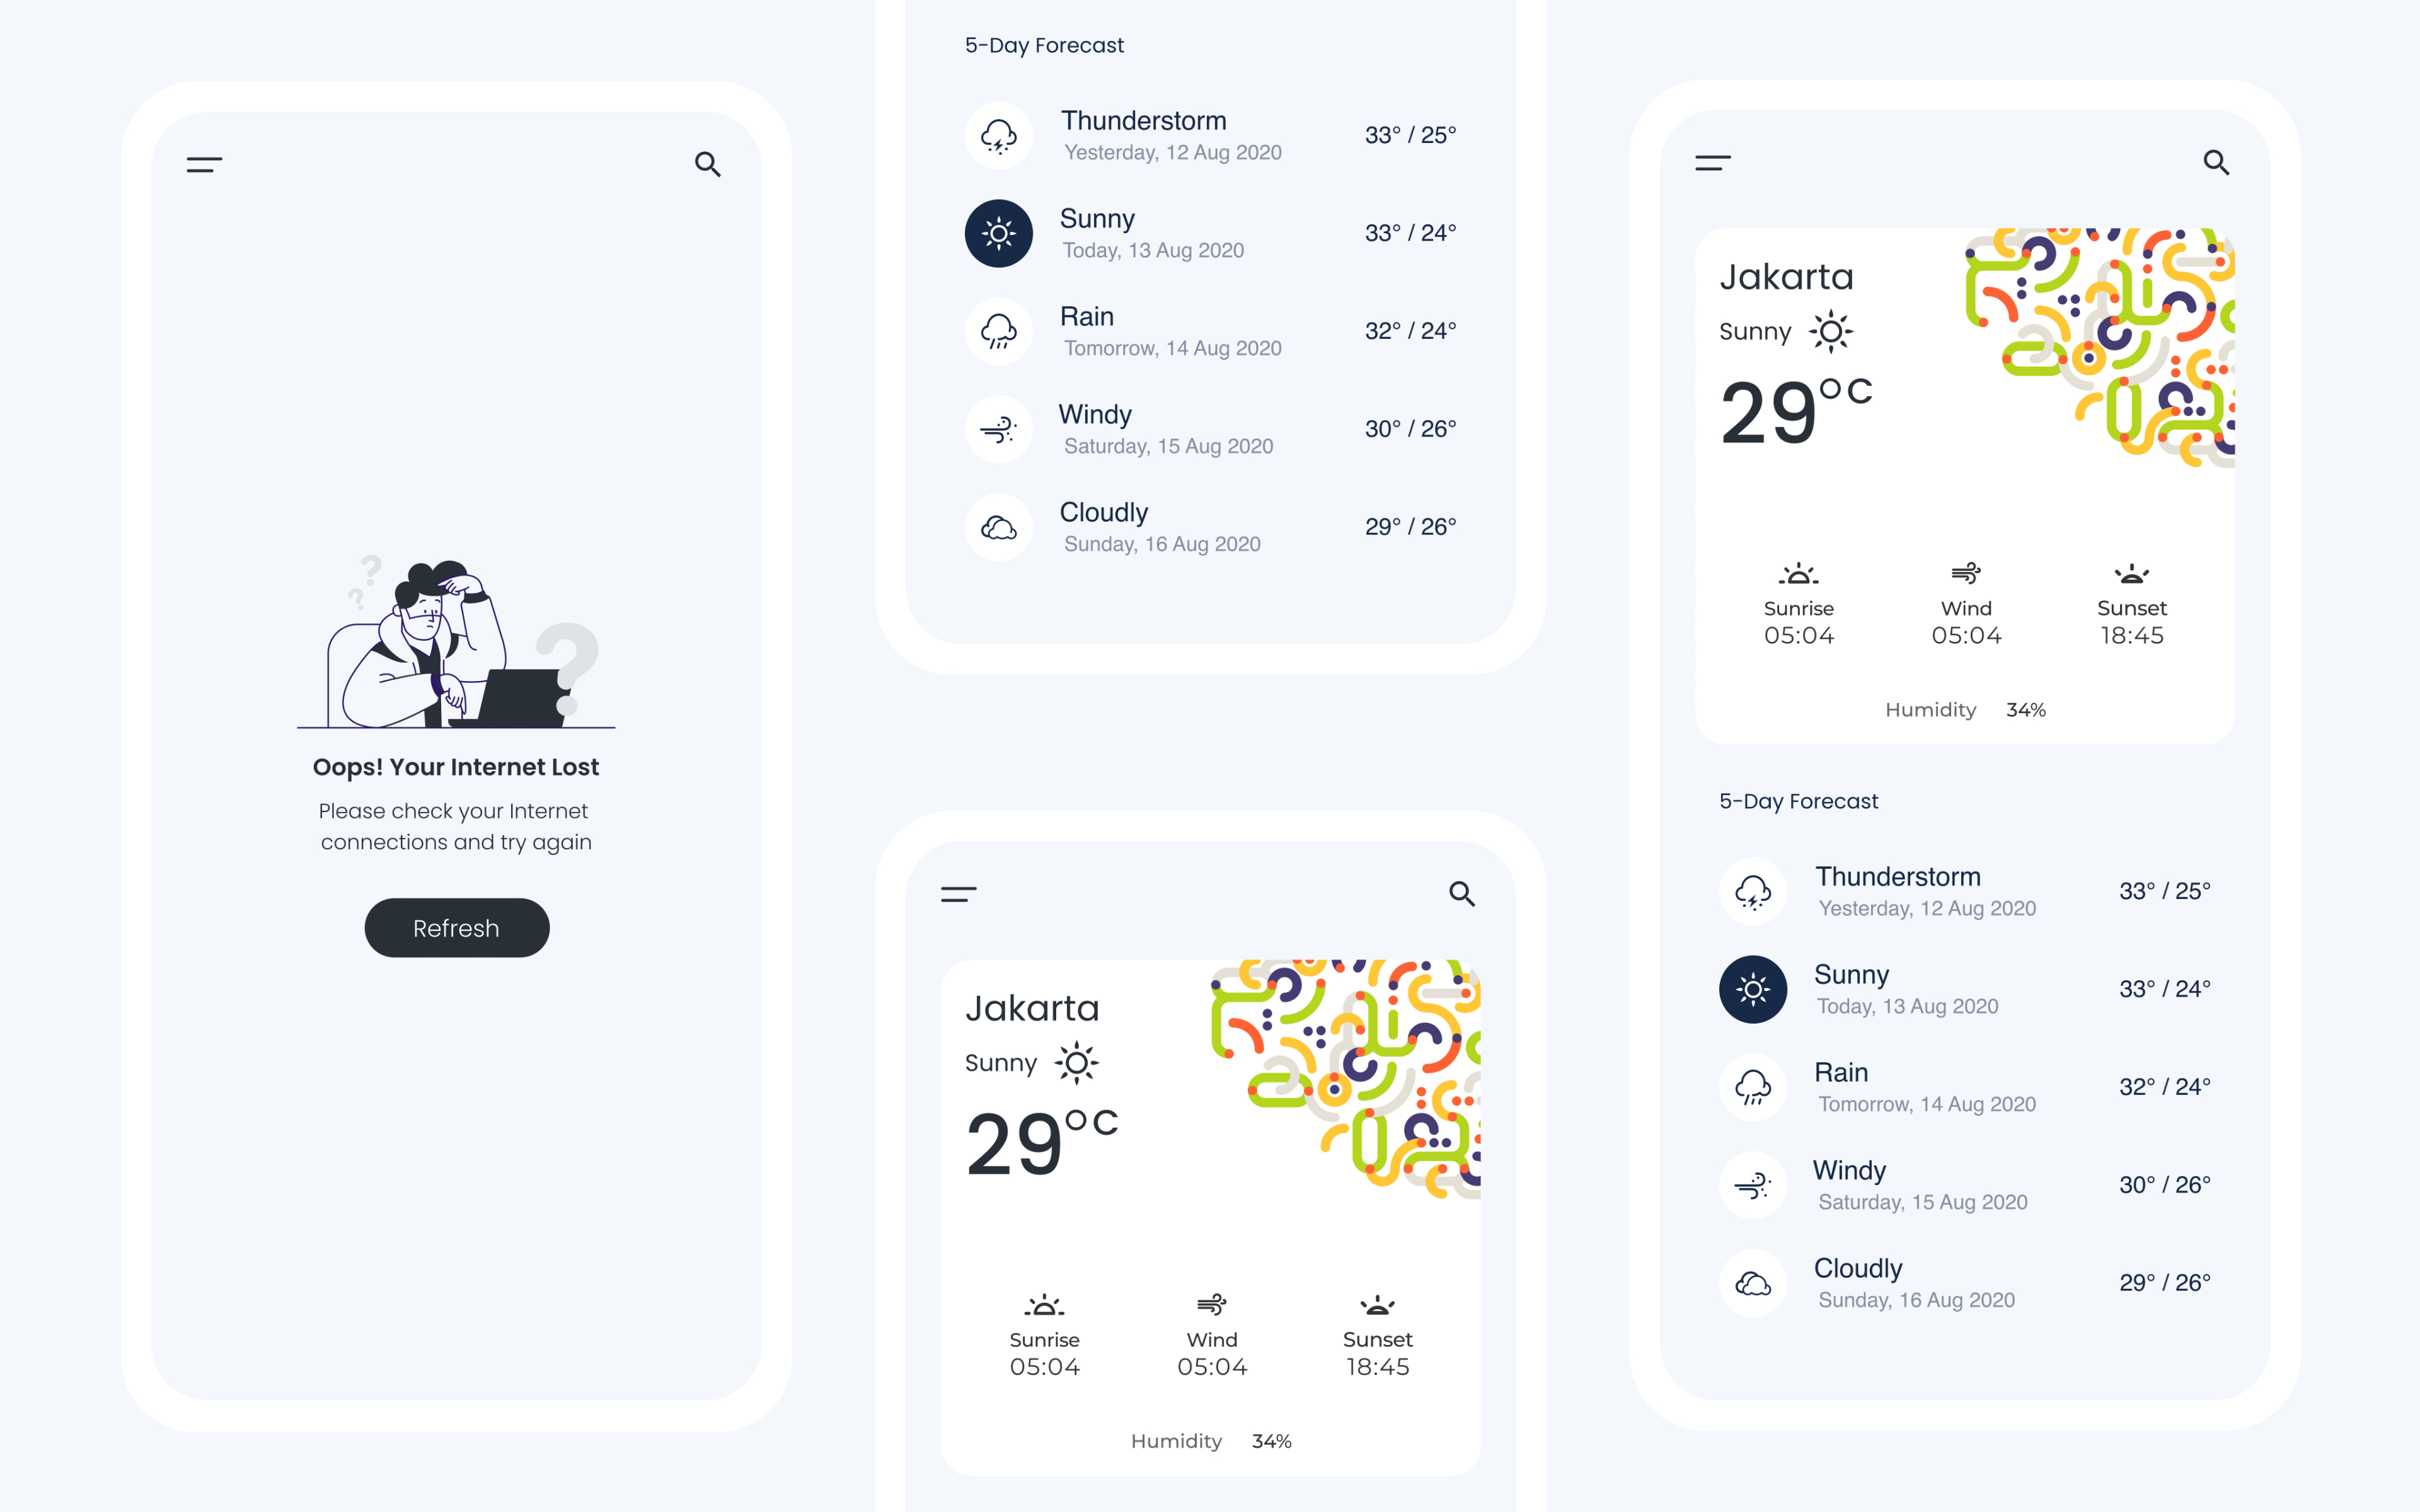 Oops! Your Internet Lost
Please check your Internet
connections and try again
Refresh
5-Day Forecast
Thunderstorm
Yesterday, 12 Aug 2020
33° / 25°
Sunny
Today, 13 Aug 2020
33° / 24°
Rain
Tomorrow, 14 Aug 2020
32° / 24°
Windy
Saturday, 15 Aug 2020
30° / 26°
Cloudly
Sunday, 16 Aug 2020
29° / 26°
Jakarta
Sunny
29°C
Sunrise Wind Sunset
05:04 05:04 18:45
Humidity 34%
Jakarta
Sunny
29°C
Sunrise Wind Sunset
05:04 05:04 18:45
Humidity 34%
5-Day Forecast
Thunderstorm
Yesterday, 12 Aug 2020
33° / 25°
Sunny
Today, 13 Aug 2020
33° / 24°
Rain
Tomorrow, 14 Aug 2020
32° / 24°
Windy
Saturday, 15 Aug 2020
30° / 26°
Cloudly
Sunday, 16 Aug 2020
29° / 26°